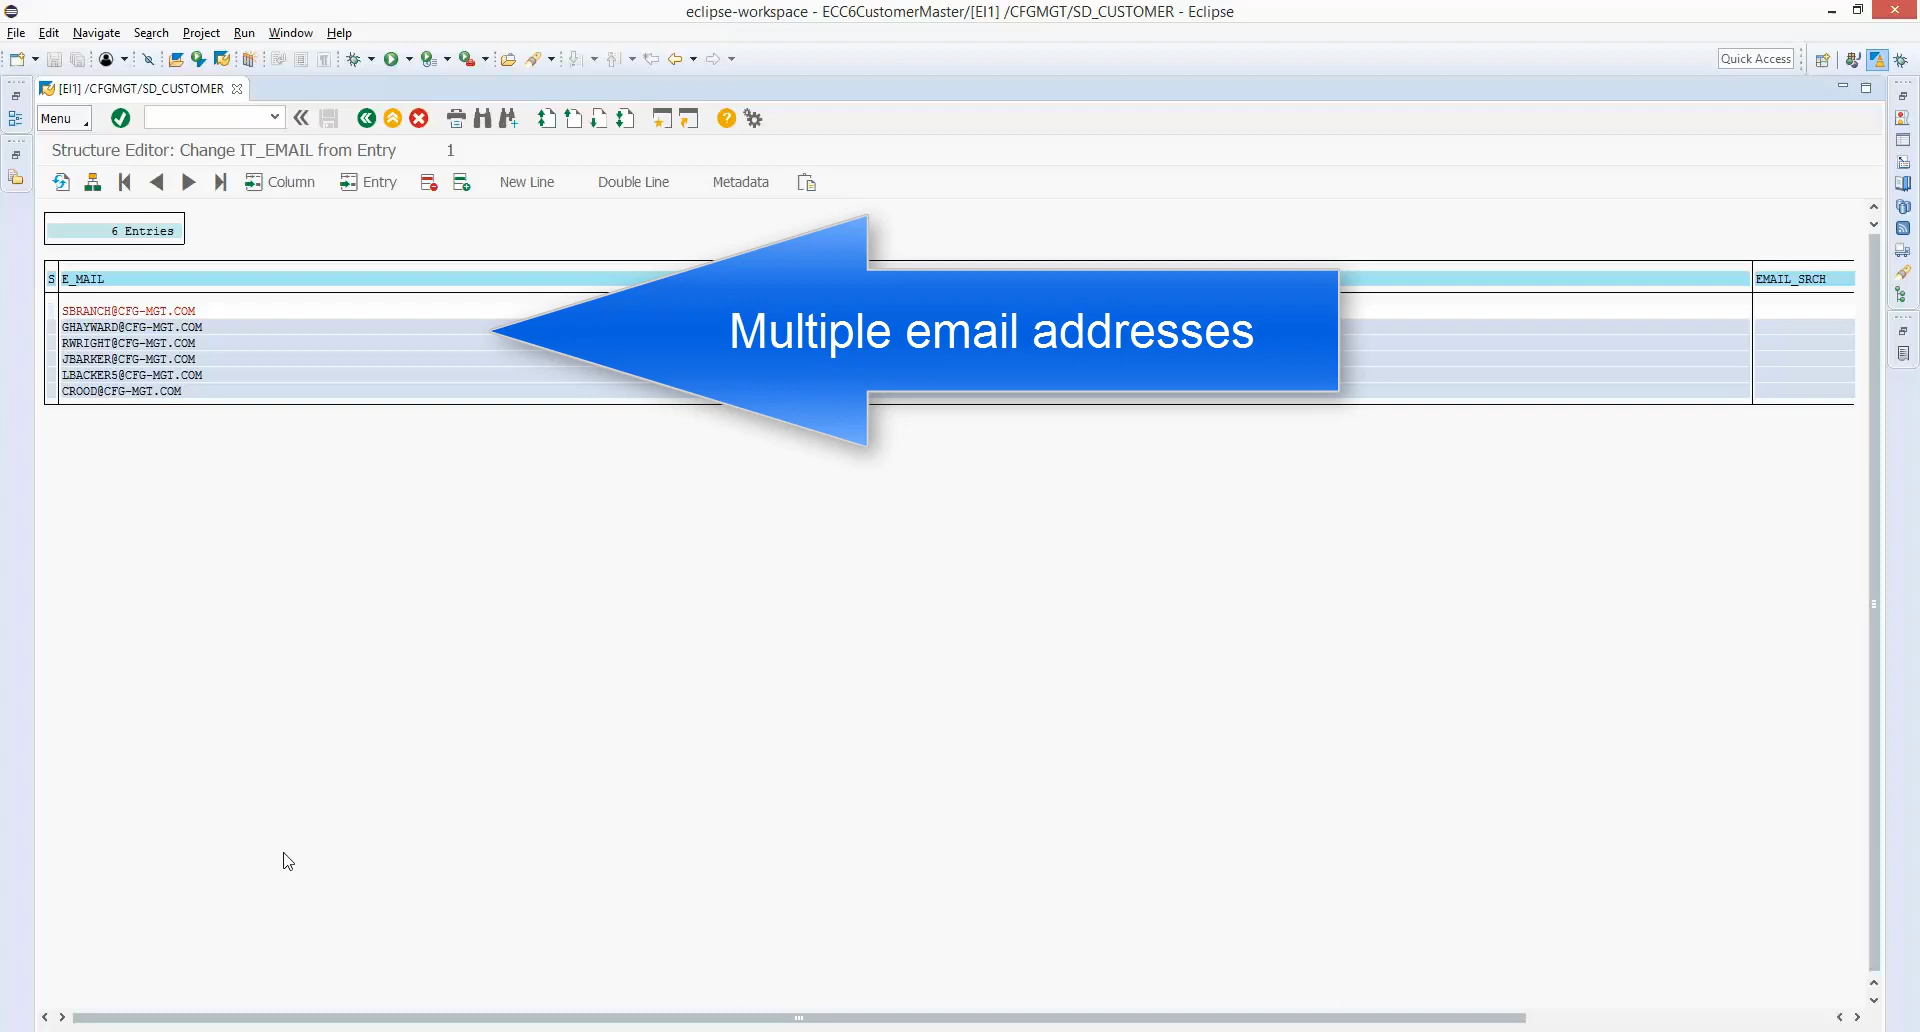 eclipse-workspace - ECC6CustomerMaster/[EI1] /CFGMGT/SD_CUSTOMER - Eclipse
File Edit Navigate Search Project Run Window Help
Quick Access
[EI1] /CFGMGT/SD_CUSTOMER
Menu
Structure Editor: Change IT_EMAIL from Entry 1
Column Entry New Line Double Line Metadata
6 Entries
S E_MAIL EMAIL_SRCH
SBRANCH@CFG-MGT.COM
GHAYWARD@CFG-MGT.COM
RWRIGHT@CFG-MGT.COM
JBARKER@CFG-MGT.COM
LBACKER5@CFG-MGT.COM
CROOD@CFG-MGT.COM
Multiple email addresses